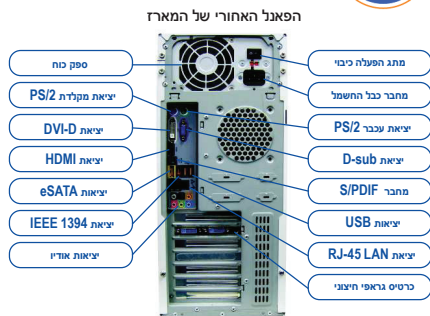 הפאנל האחורי של המארז
מתג הפעלה כיבוי
ספק כוח
מחבר כבל החשמל
יציאת מקלדת PS/2
יציאת עכבר PS/2
יציאת DVI-D
יציאת D-sub
יציאת HDMI
מחבר S/PDIF
יציאות eSATA
יציאות USB
יציאת IEEE 1394
יציאת RJ-45 LAN
יציאות אודיו
כרטיס גראפי חיצוני